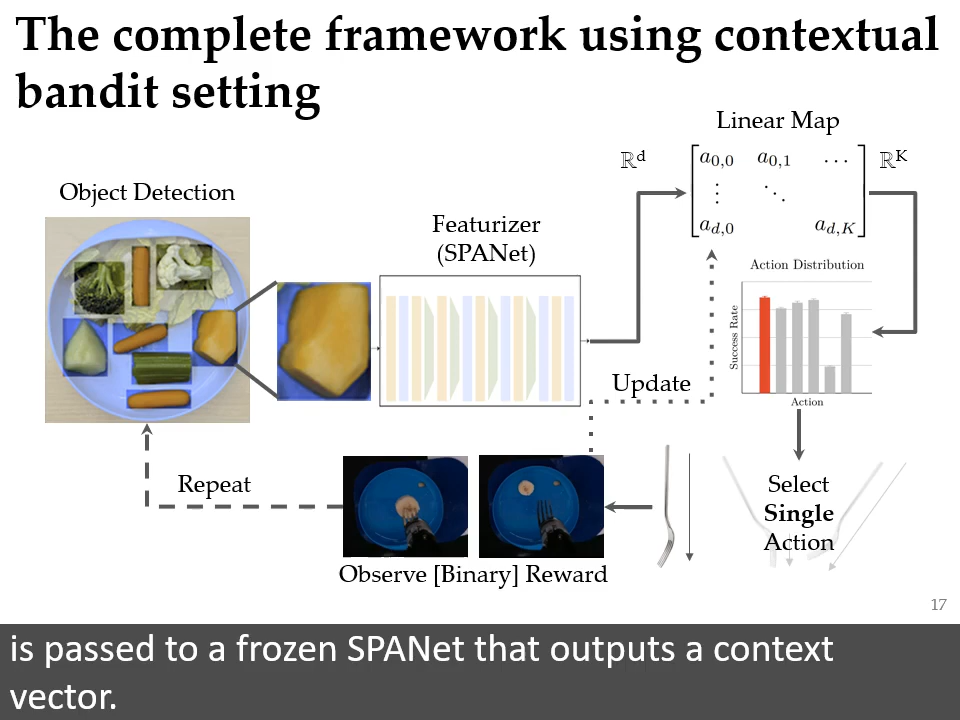 The complete framework using contextual
bandit setting
Linear Map
ℝd
a0,0 a0,1 ...
⋮ ⋱
ad,0 ad,K
ℝK
Object Detection
Featurizer
(SPANet)
Action Distribution
Success Rate
Action
Update
Repeat
Select
Single
Action
Observe [Binary] Reward
17
is passed to a frozen SPANet that outputs a context
vector.